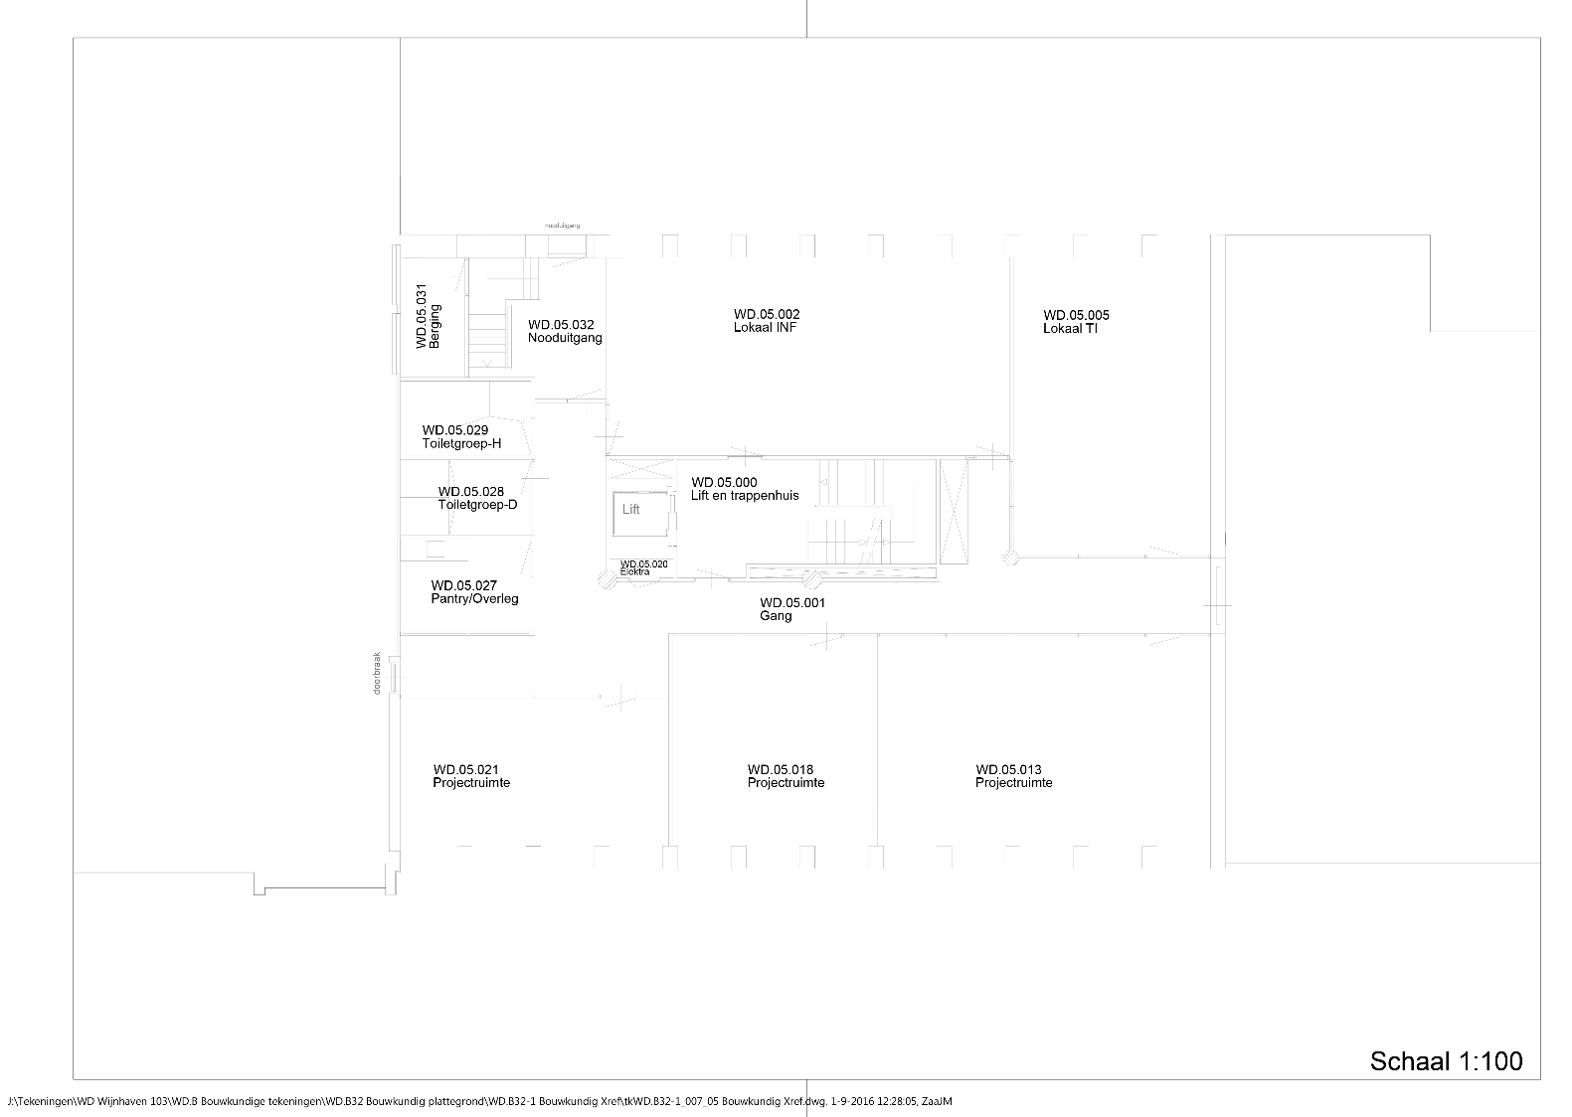 nooduitgang
WD.05.031
Berging
WD.05.032
Nooduitgang
WD.05.002
Lokaal INF
WD.05.005
Lokaal TI
WD.05.029
Toiletgroep-H
WD.05.028
Toiletgroep-D
Lift
WD.05.000
Lift en trappenhuis
WD.05.020
Elektra
WD.05.027
Pantry/Overleg
WD.05.001
Gang
doorbraak
WD.05.021
Projectruimte
WD.05.018
Projectruimte
WD.05.013
Projectruimte
Schaal 1:100
J:\Tekeningen\WD Wijnhaven 103\WD.B Bouwkundige tekeningen\WD.B32 Bouwkundig plattegrond\WD.B32-1 Bouwkundig Xref\tkWD.B32-1_007_05 Bouwkundig Xref.dwg, 1-9-2016 12:28:05, ZaaJM